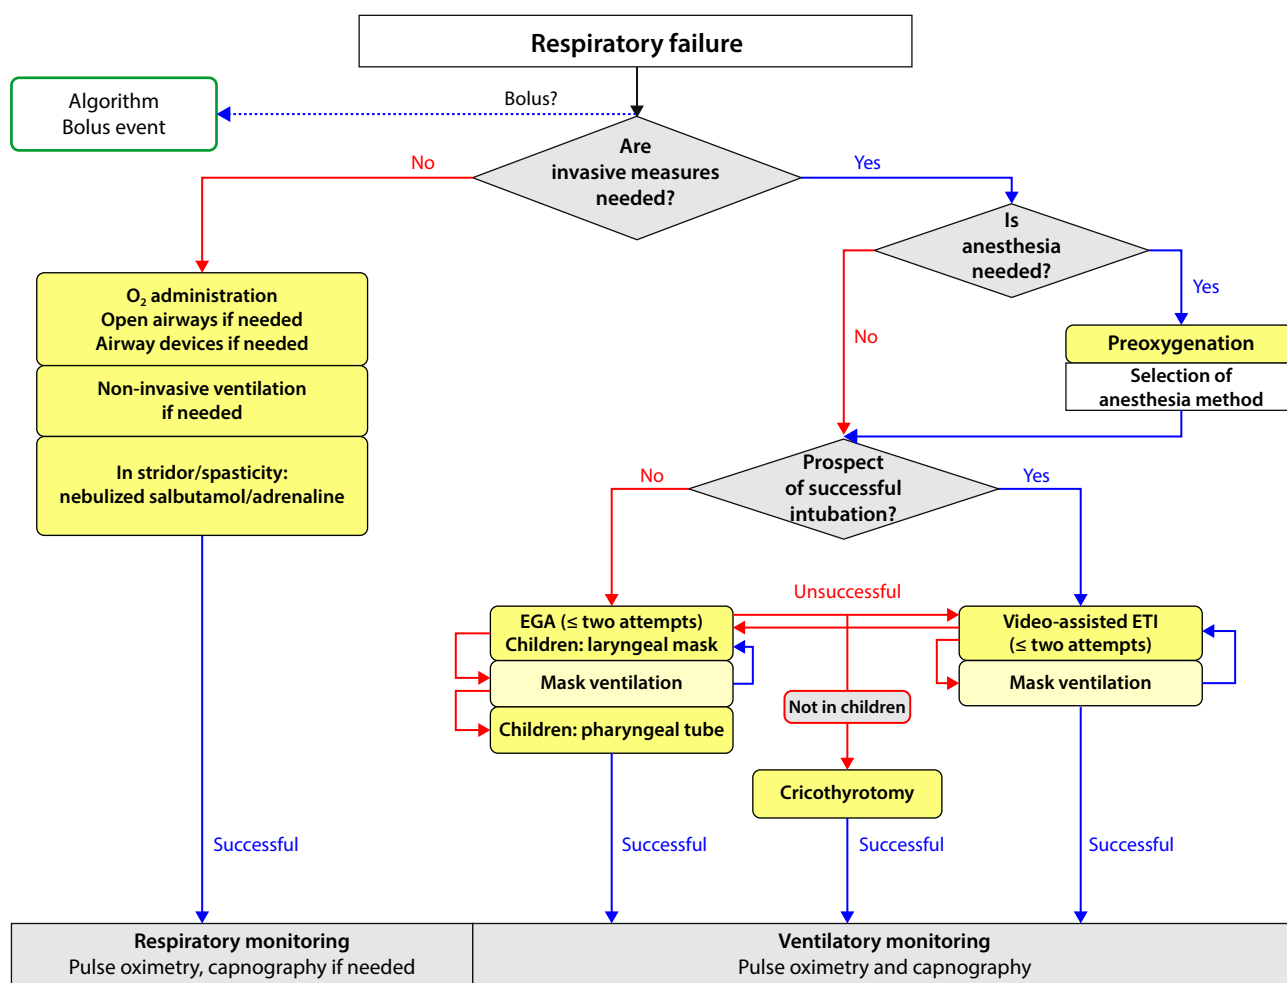 Respiratory failure
Bolus?
Algorithm
Bolus event
Are
invasive measures
needed?
No
Yes
Is
anesthesia
needed?
Yes
No
O₂ administration
Open airways if needed
Airway devices if needed
Non-invasive ventilation
if needed
In stridor/spasticity:
nebulized salbutamol/adrenaline
Preoxygenation
Selection of
anesthesia method
Prospect
of successful
intubation?
No
Yes
Unsuccessful
EGA (≤ two attempts)
Children: laryngeal mask
Mask ventilation
Children: pharyngeal tube
Video-assisted ETI
(≤ two attempts)
Mask ventilation
Not in children
Cricothyrotomy
Successful
Successful
Successful
Successful
Respiratory monitoring
Pulse oximetry, capnography if needed
Ventilatory monitoring
Pulse oximetry and capnography